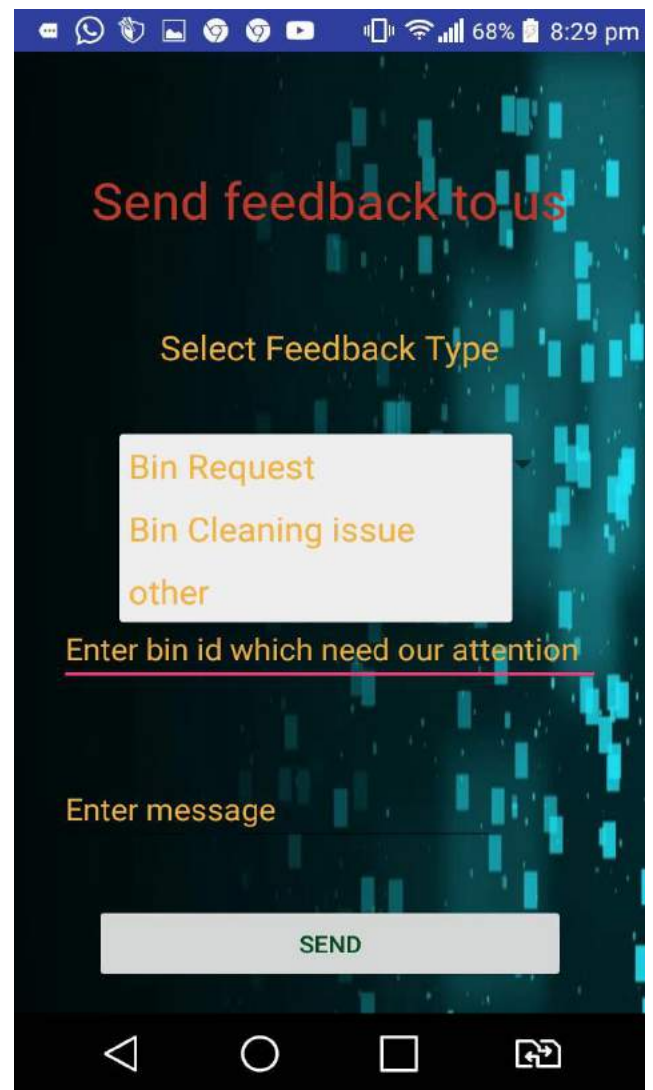 68% 8:29 pm
Send feedback to us
Select Feedback Type
Bin Request
Bin Cleaning issue
other
Enter bin id which need our attention
Enter message
SEND